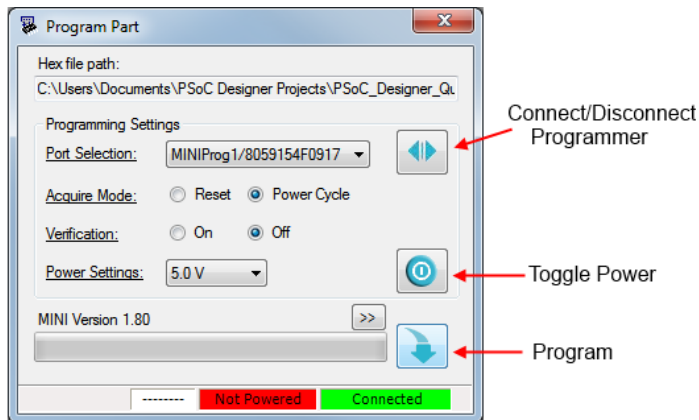 Program Part
Hex file path:
C:\Users\Documents\PSoC Designer Projects\PSoC_Designer_Qu
Programming Settings
Port Selection: MINIProg1/8059154F0917
Connect/Disconnect
Programmer
Acquire Mode: Reset Power Cycle
Verification: On Off
Power Settings: 5.0 V
Toggle Power
MINI Version 1.80 >>
Program
-------- Not Powered Connected